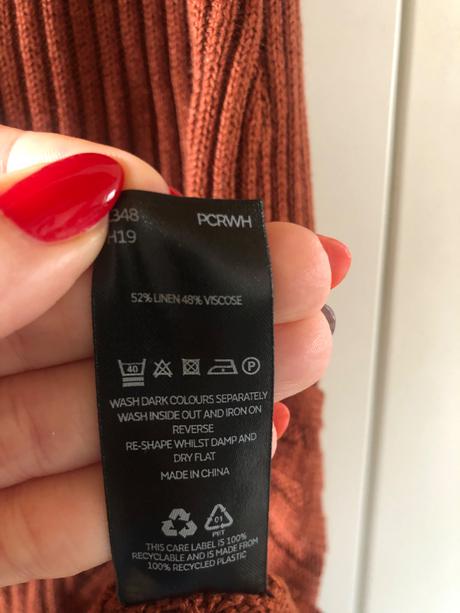 348 PCRWH
H19
52% LINEN 48% VISCOSE
40 P
WASH DARK COLOURS SEPARATELY
WASH INSIDE OUT AND IRON ON
REVERSE
RE-SHAPE WHILST DAMP AND
DRY FLAT
MADE IN CHINA
01
PET
THIS CARE LABEL IS 100%
RECYCLABLE AND IS MADE FROM
100% RECYCLED PLASTIC